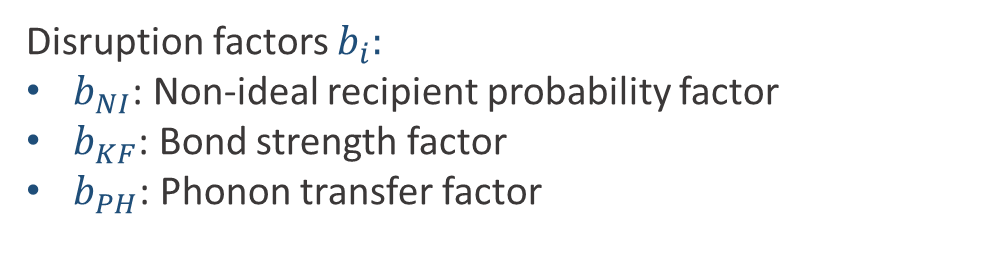 Disruption factors b_i:
• b_NI: Non-ideal recipient probability factor
• b_KF: Bond strength factor
• b_PH: Phonon transfer factor